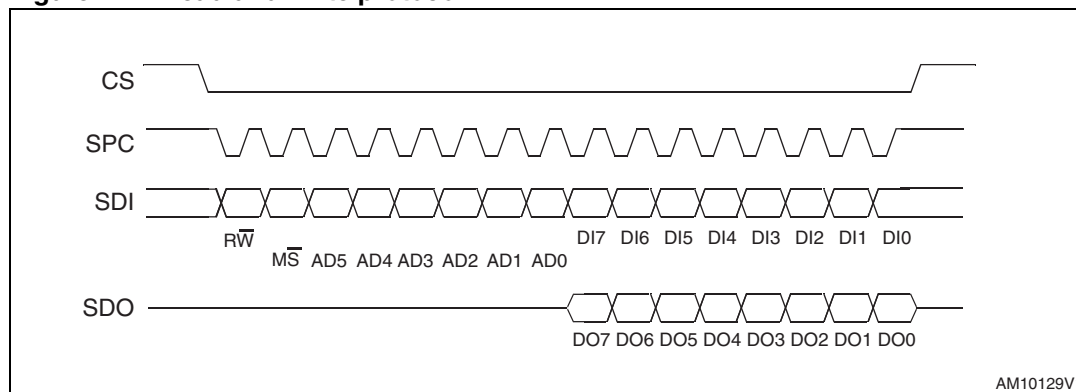 CS
SPC
SDI
RW̅ DI7 DI6 DI5 DI4 DI3 DI2 DI1 DI0
MS̅ AD5 AD4 AD3 AD2 AD1 AD0
SDO
DO7 DO6 DO5 DO4 DO3 DO2 DO1 DO0
AM10129V